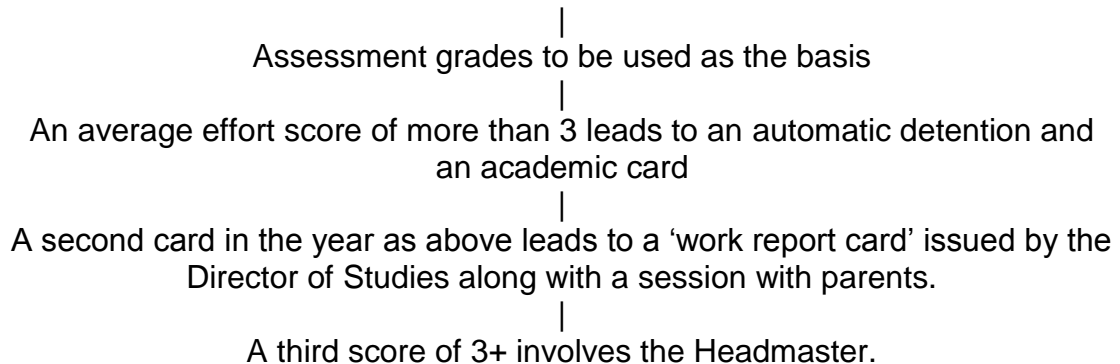 Assessment grades to be used as the basis
An average effort score of more than 3 leads to an automatic detention and
an academic card
A second card in the year as above leads to a ‘work report card’ issued by the
Director of Studies along with a session with parents.
A third score of 3+ involves the Headmaster.